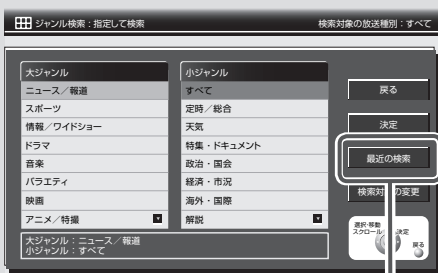 ジャンル検索：指定して検索
検索対象の放送種別：すべて
大ジャンル
ニュース／報道
スポーツ
情報／ワイドショー
ドラマ
音楽
バラエティ
映画
アニメ／特撮
小ジャンル
すべて
定時／総合
天気
特集・ドキュメント
政治・国会
経済・市況
海外・国際
解説
戻る
決定
最近の検索
検索対の変更
選択・移動
スクロール
決定
戻る
大ジャンル：ニュース／報道
小ジャンル：すべて